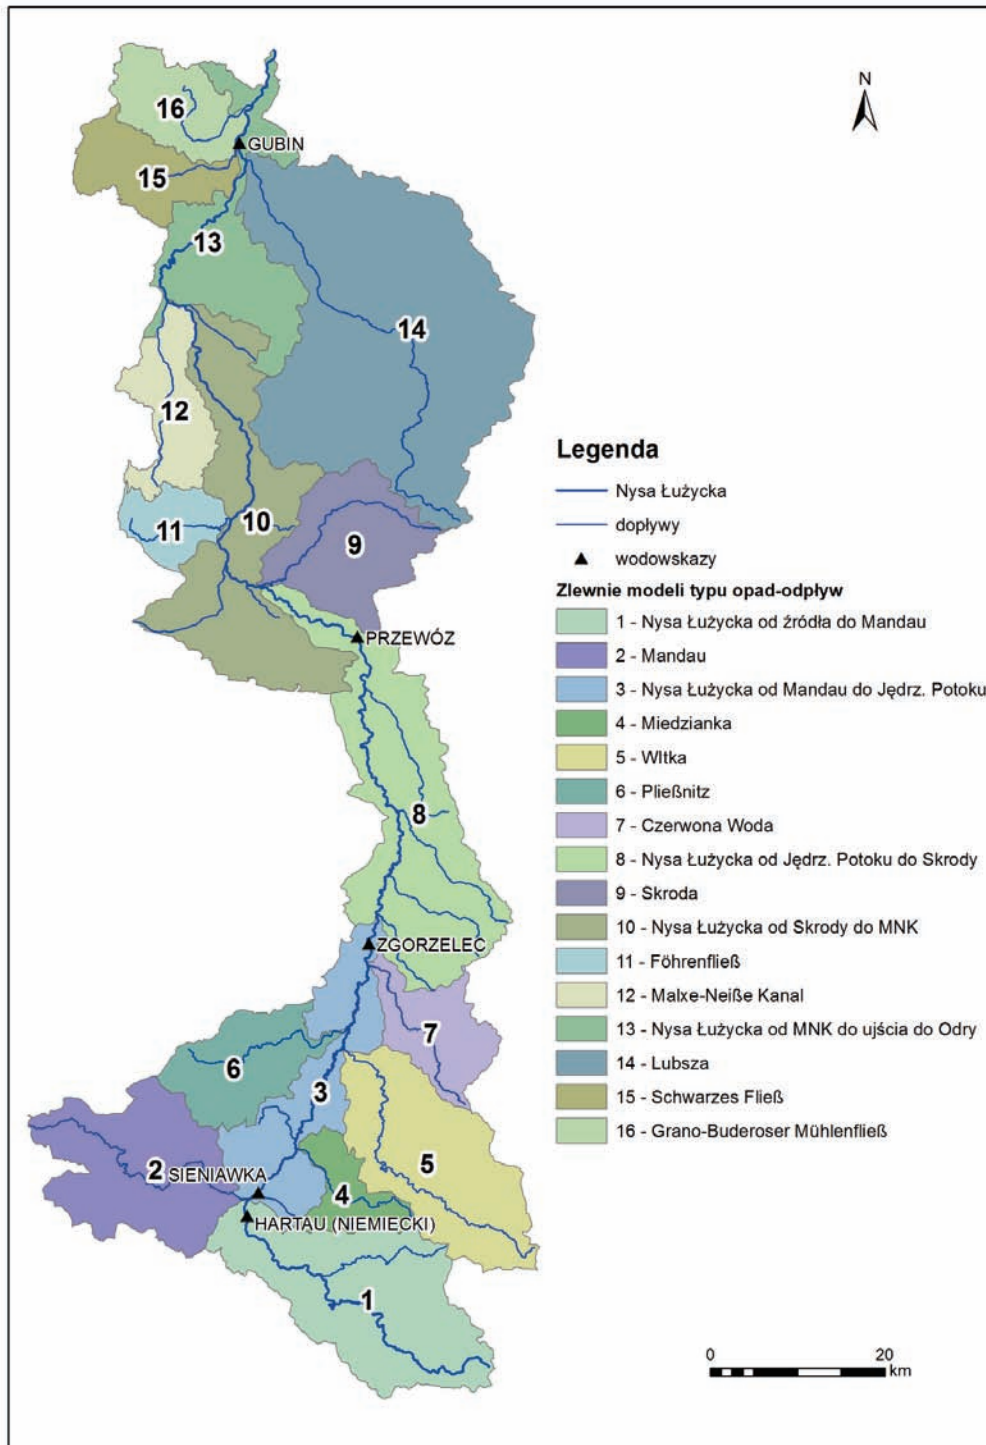 N
16
GUBIN
15
13
14
12
10
11
9
PRZEWÓZ
8
ZGORZELEC
7
6
3
5
2
SIENIAWKA
4
HARTAU (NIEMIECKI)
1
Legenda
Nysa Łużycka
dopływy
wodowskazy
Zlewnie modeli typu opad-odpływ
1 - Nysa Łużycka od źródła do Mandau
2 - Mandau
3 - Nysa Łużycka od Mandau do Jędrz. Potoku
4 - Miedzianka
5 - WItka
6 - Pließnitz
7 - Czerwona Woda
8 - Nysa Łużycka od Jędrz. Potoku do Skrody
9 - Skroda
10 - Nysa Łużycka od Skrody do MNK
11 - Föhrenfließ
12 - Malxe-Neiße Kanal
13 - Nysa Łużycka od MNK do ujścia do Odry
14 - Lubsza
15 - Schwarzes Fließ
16 - Grano-Buderoser Mühlenfließ
0 20
km